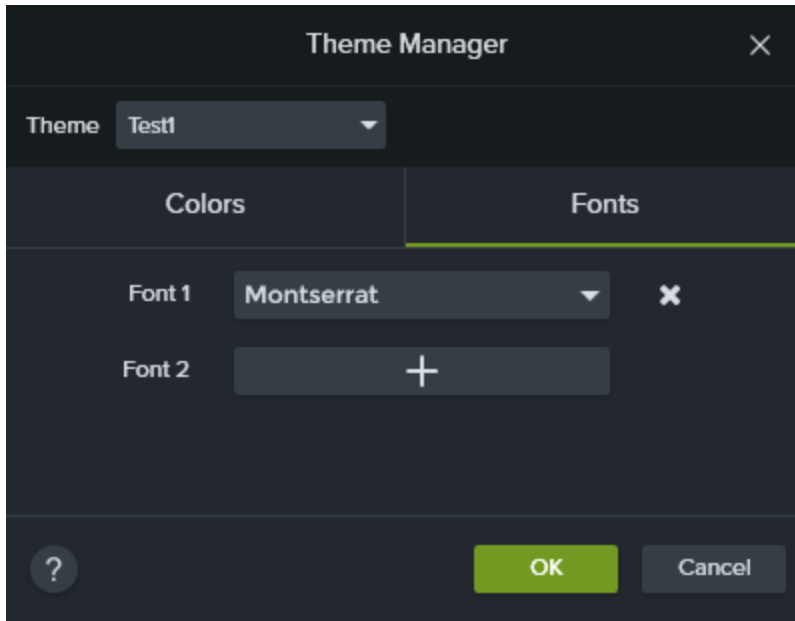 Theme Manager
Theme Test1
Colors Fonts
Font 1 Montserrat
Font 2
? OK Cancel